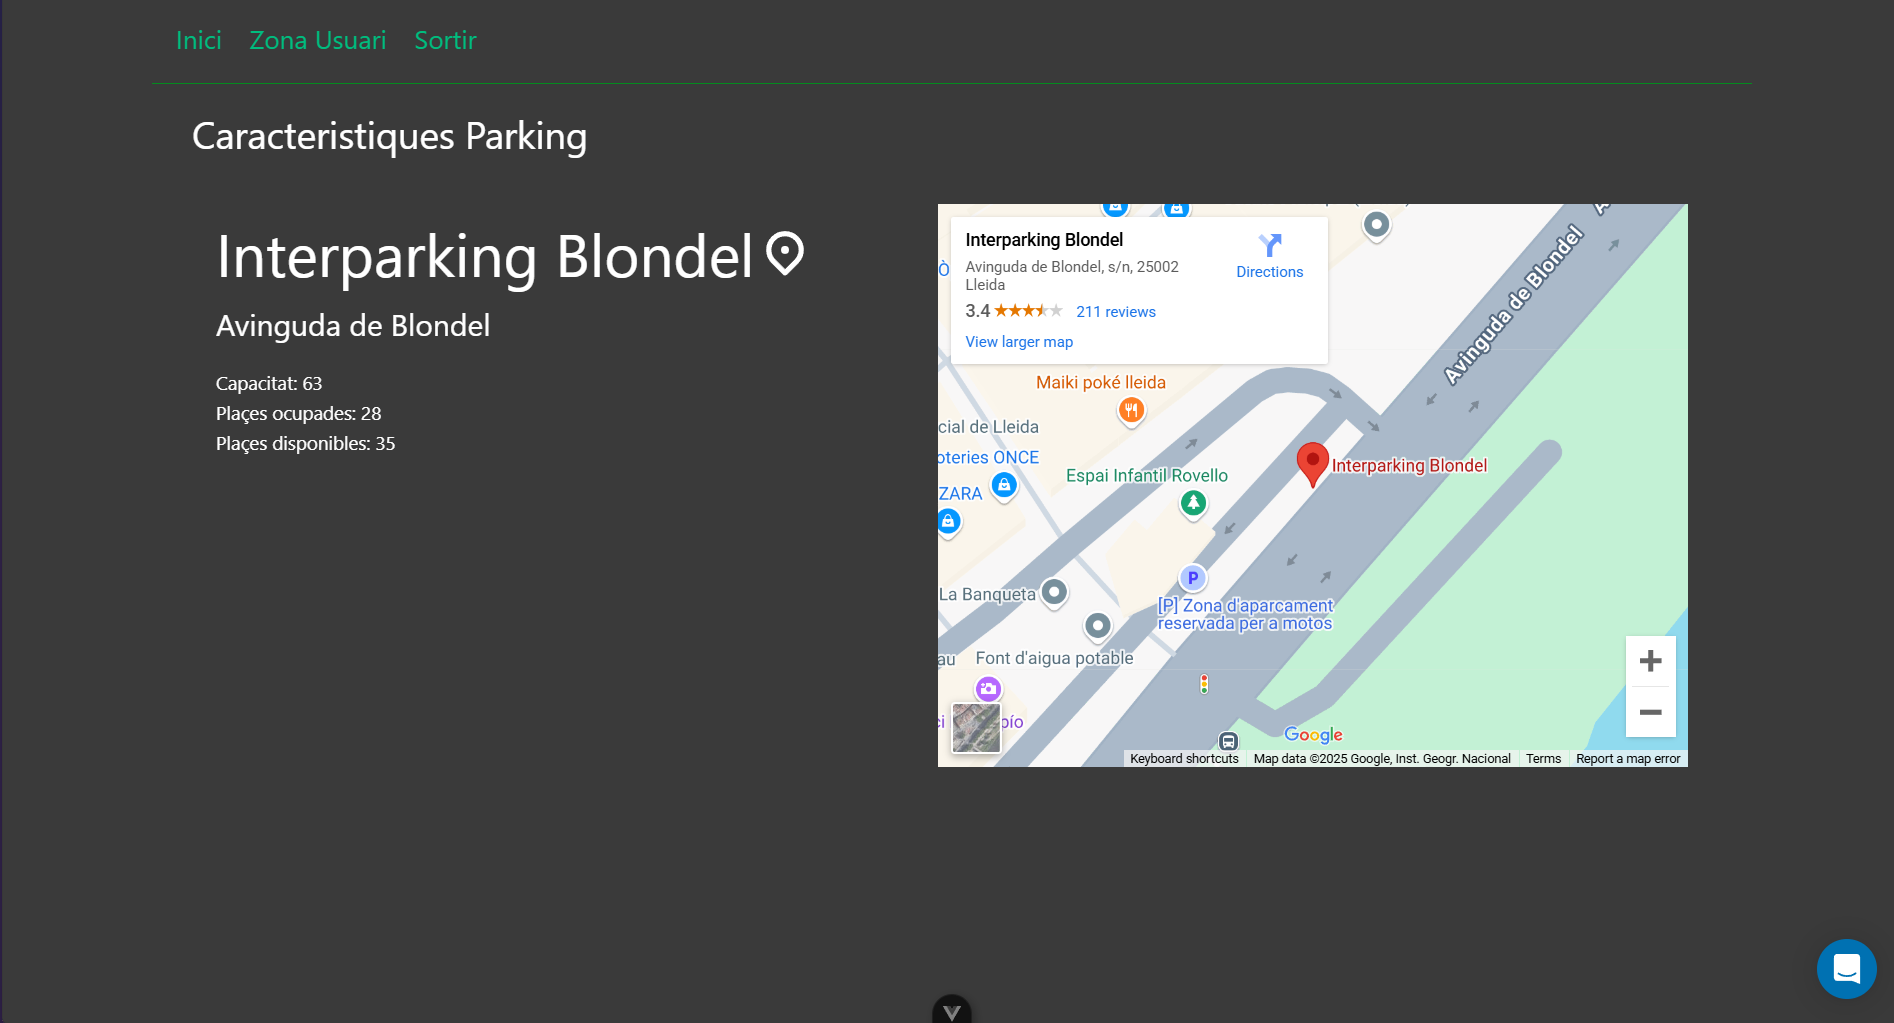 Inici Zona Usuari Sortir
Caracteristiques Parking
Interparking Blondel
Avinguda de Blondel
Capacitat: 63
Plaçes ocupades: 28
Plaçes disponibles: 35
Interparking Blondel
Avinguda de Blondel, s/n, 25002
Lleida
3.4
211 reviews
View larger map
Directions
Avinguda de Blondel
Maiki poké lleida
cial de Lleida
oteries ONCE
ZARA
Espai Infantil Rovello
Interparking Blondel
La Banqueta
P
[P] Zona d'aparcament
reservada per a motos
au
Font d'aigua potable
ci
pío
Google
Keyboard shortcuts
Map data ©2025 Google, Inst. Geogr. Nacional
Terms
Report a map error